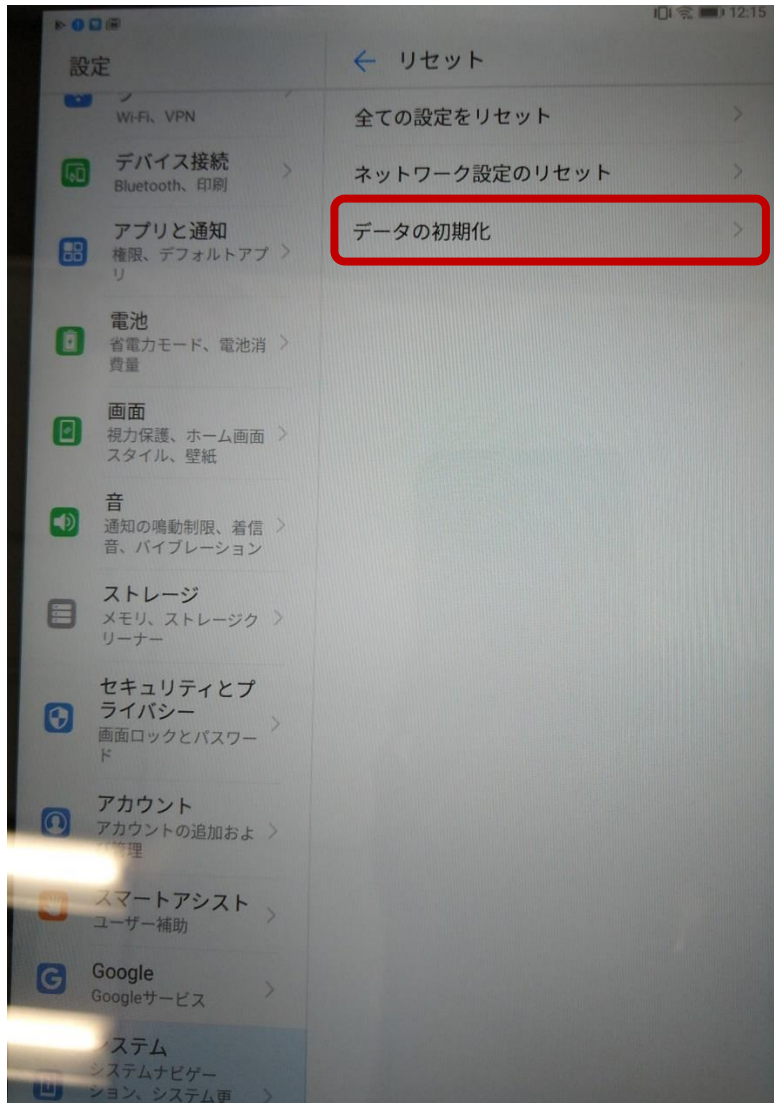 12:15
設定
Wi-Fi、VPN
デバイス接続
Bluetooth、印刷
アプリと通知
権限、デフォルトアプ
リ
電池
省電力モード、電池消
費量
画面
視力保護、ホーム画面
スタイル、壁紙
音
通知の鳴動制限、着信
音、バイブレーション
ストレージ
メモリ、ストレージク
リーナー
セキュリティとプ
ライバシー
画面ロックとパスワー
ド
アカウント
アカウントの追加およ
び管理
スマートアシスト
ユーザー補助
Google
Googleサービス
システム
システムナビゲー
ション、システム更
← リセット
全ての設定をリセット
ネットワーク設定のリセット
データの初期化